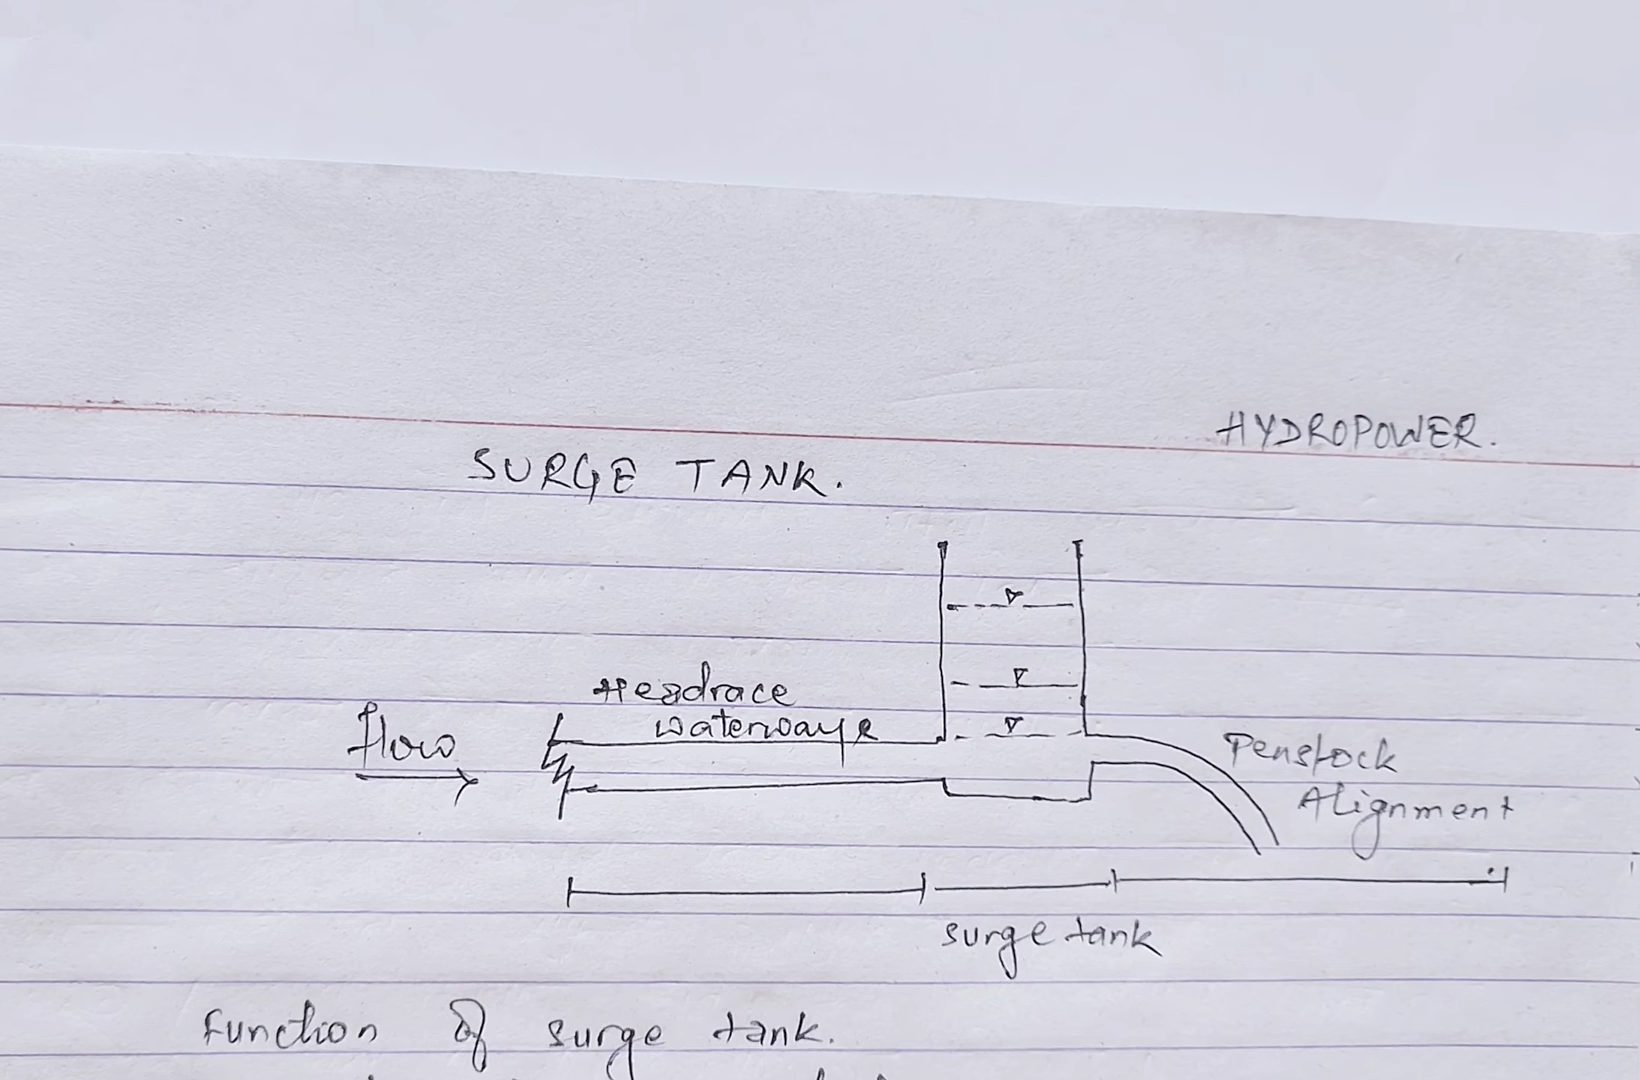 HYDROPOWER.
SURGE TANK.
Headrace
waterways
flow
Penstock
Alignment
surge tank
Function of surge tank.